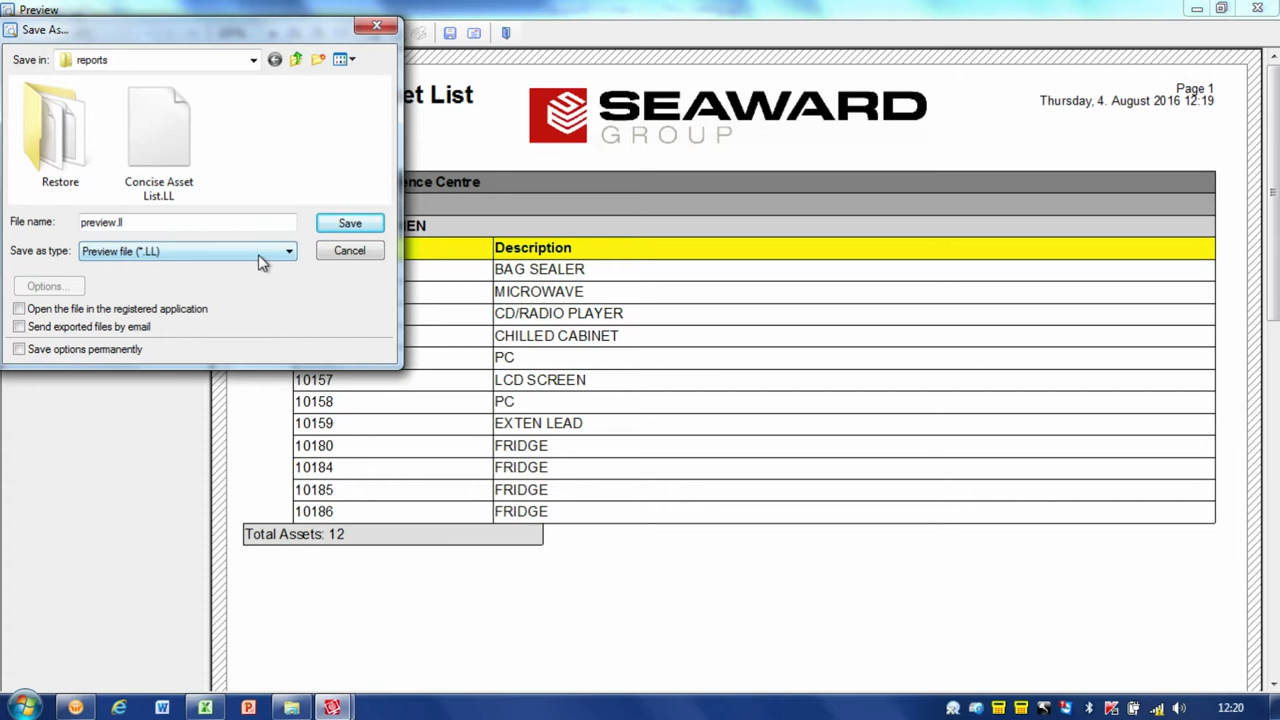 Preview
Save As...
Save in:
reports
Restore
Concise Asset
List.LL
File name:
preview.ll
Save
Save as type:
Preview file (*.LL)
Cancel
Options...
Open the file in the registered application
Send exported files by email
Save options permanently
et List
SEAWARD
GROUP
Page 1
Thursday, 4. August 2016 12:19
ence Centre
EN
Description
BAG SEALER
MICROWAVE
CD/RADIO PLAYER
CHILLED CABINET
PC
10157 LCD SCREEN
10158 PC
10159 EXTEN LEAD
10180 FRIDGE
10184 FRIDGE
10185 FRIDGE
10186 FRIDGE
Total Assets: 12
12:20